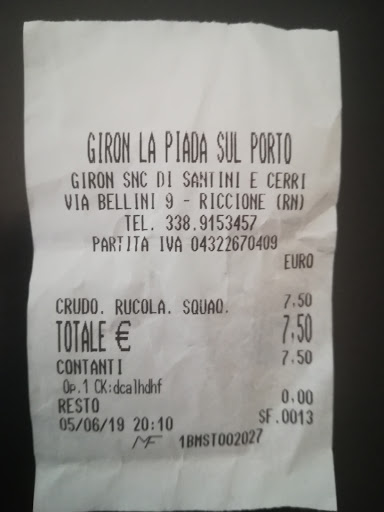 GIRON LA PIADA SUL PORTO
GIRON SNC DI SANTINI E CERRI
VIA BELLINI 9 - RICCIONE (RN)
TEL. 338.9153457
PARTITA IVA 04322670409
EURO
CRUDO. RUCOLA. SQUAQ. 7.50
TOTALE € 7,50
CONTANTI 7.50
Op.1 CK:dcalhdhf
RESTO 0.00
05/06/19 20:10 SF.0013
MF 1BMST002027